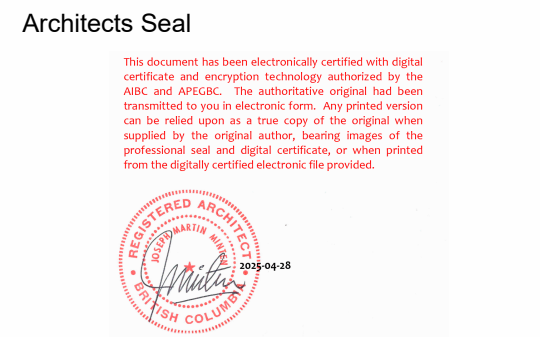 Architects Seal
This document has been electronically certified with digital
certificate and encryption technology authorized by the
AIBC and APEGBC. The authoritative original had been
transmitted to you in electronic form. Any printed version
can be relied upon as a true copy of the original when
supplied by the original author, bearing images of the
professional seal and digital certificate, or when printed
from the digitally certified electronic file provided.
REGISTERED ARCHITECT
JOSEPH MARTIN
2025-04-28
BRITISH COLUMBIA